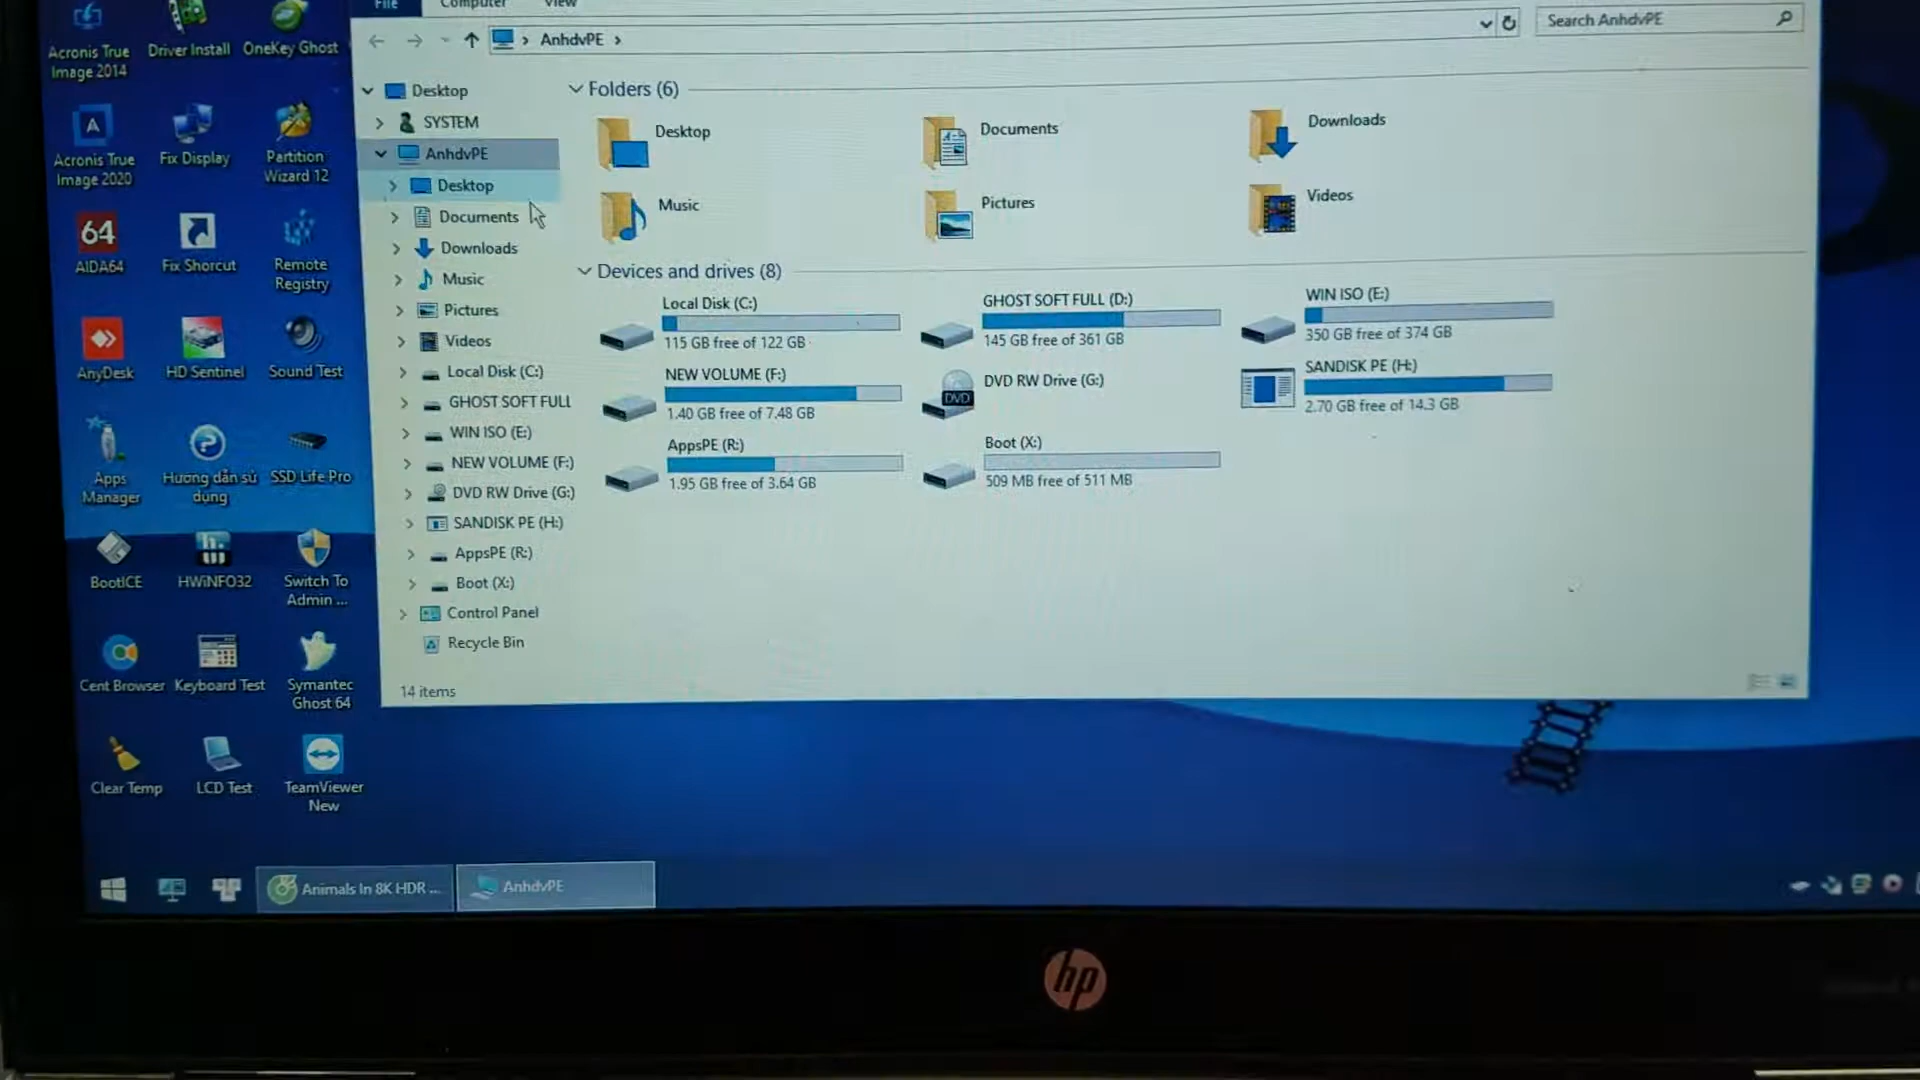 File
Computer
View
AnhdvPE
Search AnhdvPE
Acronis True
Image 2014
Driver Install
OneKey Ghost
Acronis True
Image 2020
Fix Display
Partition
Wizard 12
64
AIDA64
Fix Shorcut
Remote
Registry
AnyDesk
HD Sentinel
Sound Test
Apps
Manager
Hướng dẫn sử
dụng
SSD Life Pro
BootICE
HWiNFO32
Switch To
Admin ...
Cent Browser
Keyboard Test
Symantec
Ghost 64
Clear Temp
LCD Test
TeamViewer
New
Desktop
SYSTEM
AnhdvPE
Desktop
Documents
Downloads
Music
Pictures
Videos
Local Disk (C:)
GHOST SOFT FULL
WIN ISO (E:)
NEW VOLUME (F:)
DVD RW Drive (G:)
SANDISK PE (H:)
AppsPE (R:)
Boot (X:)
Control Panel
Recycle Bin
14 items
Folders (6)
Desktop
Documents
Downloads
Music
Pictures
Videos
Devices and drives (8)
Local Disk (C:)
115 GB free of 122 GB
GHOST SOFT FULL (D:)
145 GB free of 361 GB
WIN ISO (E:)
350 GB free of 374 GB
NEW VOLUME (F:)
1.40 GB free of 7.48 GB
DVD RW Drive (G:)
DVD
SANDISK PE (H:)
2.70 GB free of 14.3 GB
AppsPE (R:)
1.95 GB free of 3.64 GB
Boot (X:)
509 MB free of 511 MB
Animals In 8K HDR ...
AnhdvPE
hp